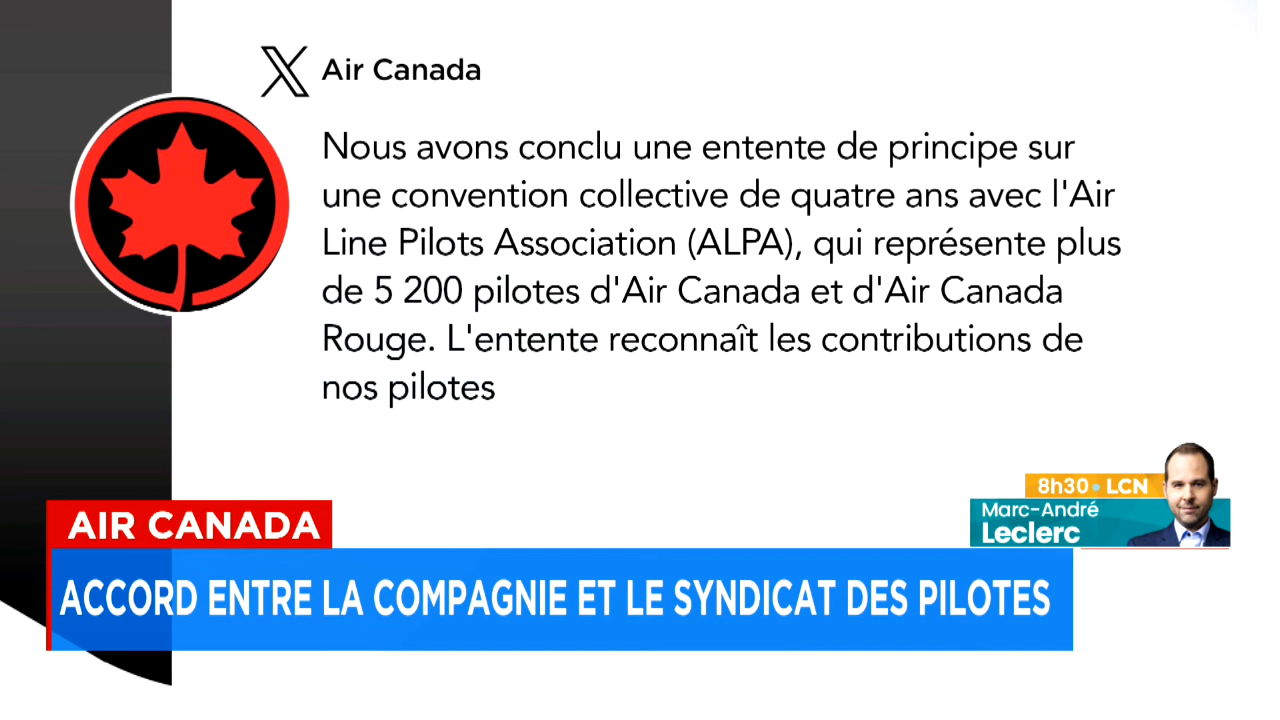 X Air Canada
Nous avons conclu une entente de principe sur
une convention collective de quatre ans avec l'Air
Line Pilots Association (ALPA), qui représente plus
de 5 200 pilotes d'Air Canada et d'Air Canada
Rouge. L'entente reconnaît les contributions de
nos pilotes
8h30 • LCN
Marc-André
Leclerc
AIR CANADA
ACCORD ENTRE LA COMPAGNIE ET LE SYNDICAT DES PILOTES